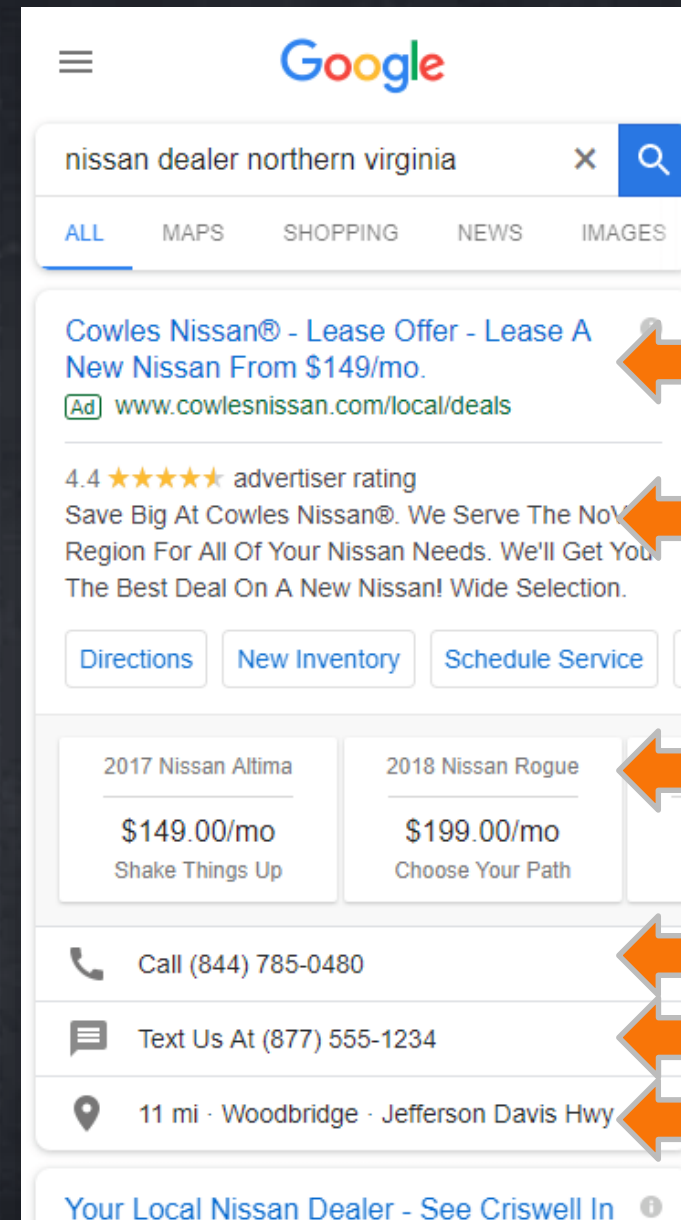 Google
nissan dealer northern virginia
ALL MAPS SHOPPING NEWS IMAGES
Cowles Nissan® - Lease Offer - Lease A
New Nissan From $149/mo.
Ad www.cowlesnissan.com/local/deals
4.4 advertiser rating
Save Big At Cowles Nissan®. We Serve The
Region For All Of Your Nissan Needs. We'll Get You
The Best Deal On A New Nissan! Wide Selection.
Directions New Inventory Schedule Service
2017 Nissan Altima 2018 Nissan Rogue
$149.00/mo $199.00/mo
Shake Things Up Choose Your Path
Call (844) 785-0480
Text Us At (877) 555-1234
11 mi · Woodbridge · Jefferson Davis Hwy
Your Local Nissan Dealer - See Criswell In